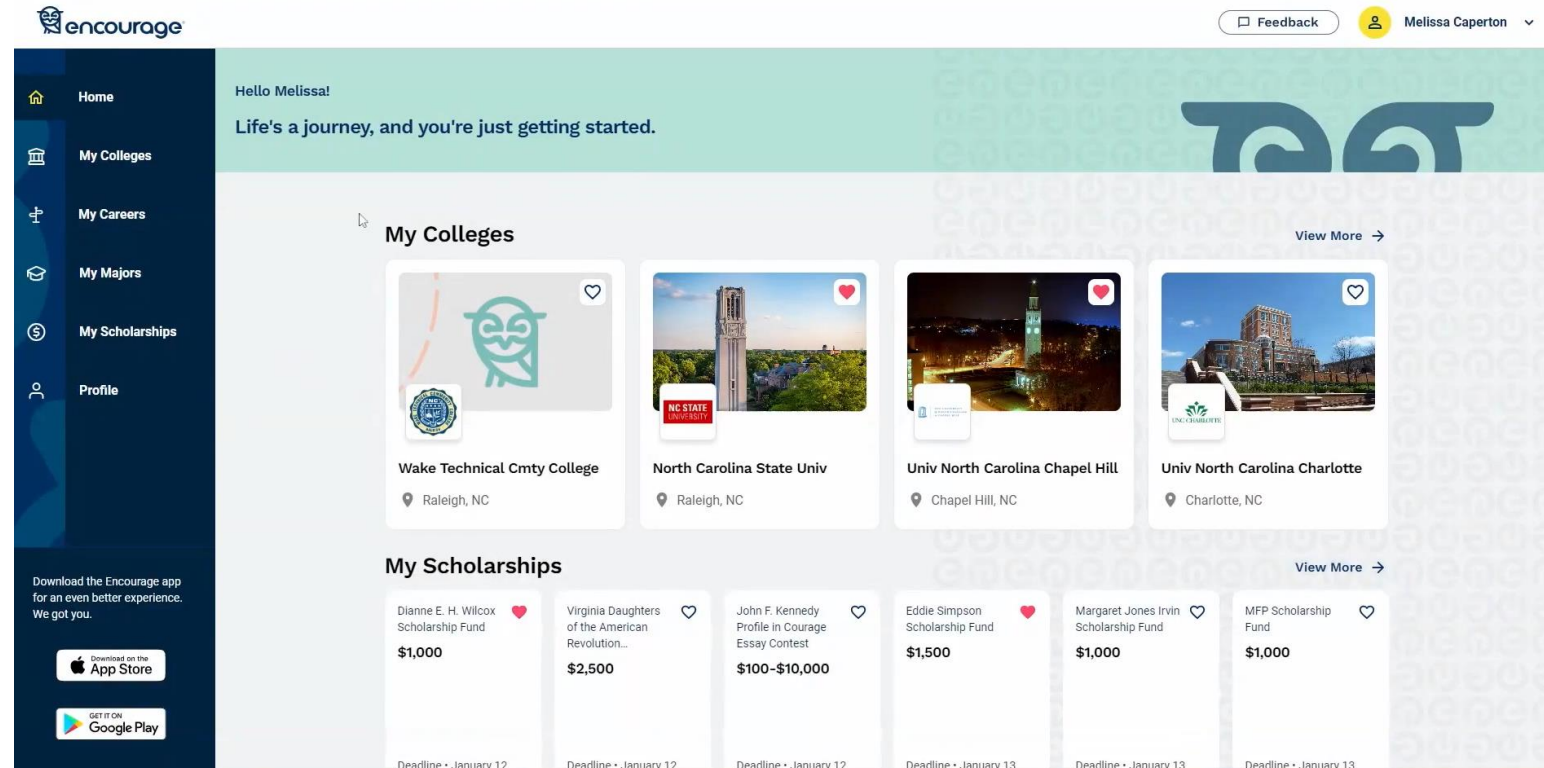 encourage
Feedback
Melissa Caperton
Home
My Colleges
My Careers
My Majors
My Scholarships
Profile
Download the Encourage app
for an even better experience.
We got you.
Download on the
App Store
GET IT ON
Google Play
Hello Melissa!
Life's a journey, and you're just getting started.
My Colleges
View More
Wake Technical Cmty College
Raleigh, NC
NC STATE
UNIVERSITY
North Carolina State Univ
Raleigh, NC
Univ North Carolina Chapel Hill
Chapel Hill, NC
UNC CHARLOTTE
Univ North Carolina Charlotte
Charlotte, NC
My Scholarships
View More
Dianne E. H. Wilcox
Scholarship Fund
$1,000
Deadline • January 12
Virginia Daughters
of the American
Revolution...
$2,500
Deadline • January 12
John F. Kennedy
Profile in Courage
Essay Contest
$100-$10,000
Deadline • January 12
Eddie Simpson
Scholarship Fund
$1,500
Deadline • January 13
Margaret Jones Irvin
Scholarship Fund
$1,000
Deadline • January 13
MFP Scholarship
Fund
$1,000
Deadline • January 13